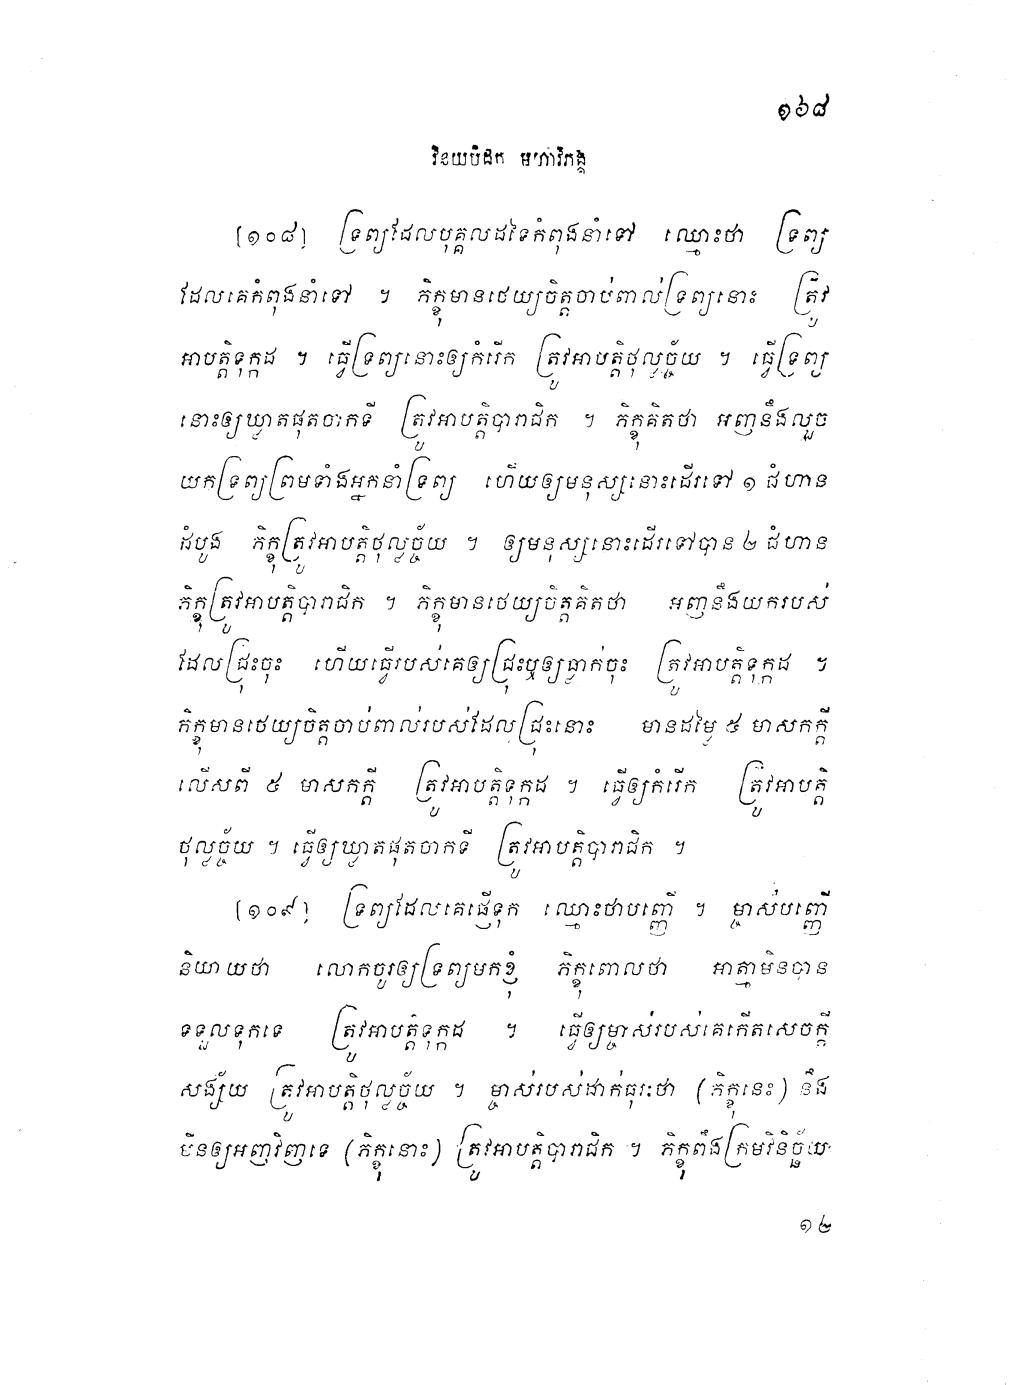 ១៦៨
វិនយបិដក មហាវិភង្គ
[១០៨] ទ្រព្យដែលបុគ្គលដទៃកំពុងនាំទៅ ឈ្មោះថា ទ្រព្យ
ដែលគេកំពុងនាំទៅ ។ ភិក្ខុមានថេយ្យចិត្តចាប់ពាល់ទ្រព្យនោះ ត្រូវ
អាបត្តិទុក្កដ ។ ធ្វើទ្រព្យនោះឲ្យកំរើក ត្រូវអាបត្តិថុល្លច្ច័យ ។ ធ្វើទ្រព្យ
នោះឲ្យឃ្លាតផុតចាកទី ត្រូវអាបត្តិបារាជិក ។ ភិក្ខុគិតថា អញនឹងលួច
យកទ្រព្យព្រមទាំងអ្នកនាំទ្រព្យ ហើយឲ្យមនុស្សនោះដើរទៅ ១ ជំហាន
ដំបូង ភិក្ខុត្រូវអាបត្តិថុល្លច្ច័យ ។ ឲ្យមនុស្សនោះដើរទៅបាន ២ ជំហាន
ភិក្ខុត្រូវអាបត្តិបារាជិក ។ ភិក្ខុមានថេយ្យចិត្តគិតថា អញនឹងយករបស់
ដែលជ្រុះចុះ ហើយធ្វើរបស់គេឲ្យជ្រុះឬឲ្យធ្លាក់ចុះ ត្រូវអាបត្តិទុក្កដ ។
ភិក្ខុមានថេយ្យចិត្តចាប់ពាល់របស់ដែលជ្រុះនោះ មានដម្លៃ ៥ មាសកក្តី
លើសពី ៥ មាសកក្តី ត្រូវអាបត្តិទុក្កដ ។ ធ្វើឲ្យកំរើក ត្រូវអាបត្តិ
ថុល្លច្ច័យ ។ ធ្វើឲ្យឃ្លាតផុតចាកទី ត្រូវអាបត្តិបារាជិក ។
[១០៩] ទ្រព្យដែលគេផ្ញើទុក ឈ្មោះថាបញ្ញើ ។ ម្ចាស់បញ្ញើ
និយាយថា លោកចូរឲ្យទ្រព្យមកខ្ញុំ ភិក្ខុពោលថា អាត្មាមិនបាន
ទទួលទុកទេ ត្រូវអាបត្តិទុក្កដ ។ ធ្វើឲ្យម្ចាស់របស់គេកើតសេចក្តី
សង្ស័យ ត្រូវអាបត្តិថុល្លច្ច័យ ។ ម្ចាស់របស់ដាក់ធុរៈថា (ភិក្ខុនេះ) នឹង
មិនឲ្យអញវិញទេ (ភិក្ខុនោះ) ត្រូវអាបត្តិបារាជិក ។ ភិក្ខុពឹងក្រមវិនិច្ឆ័យ
១២